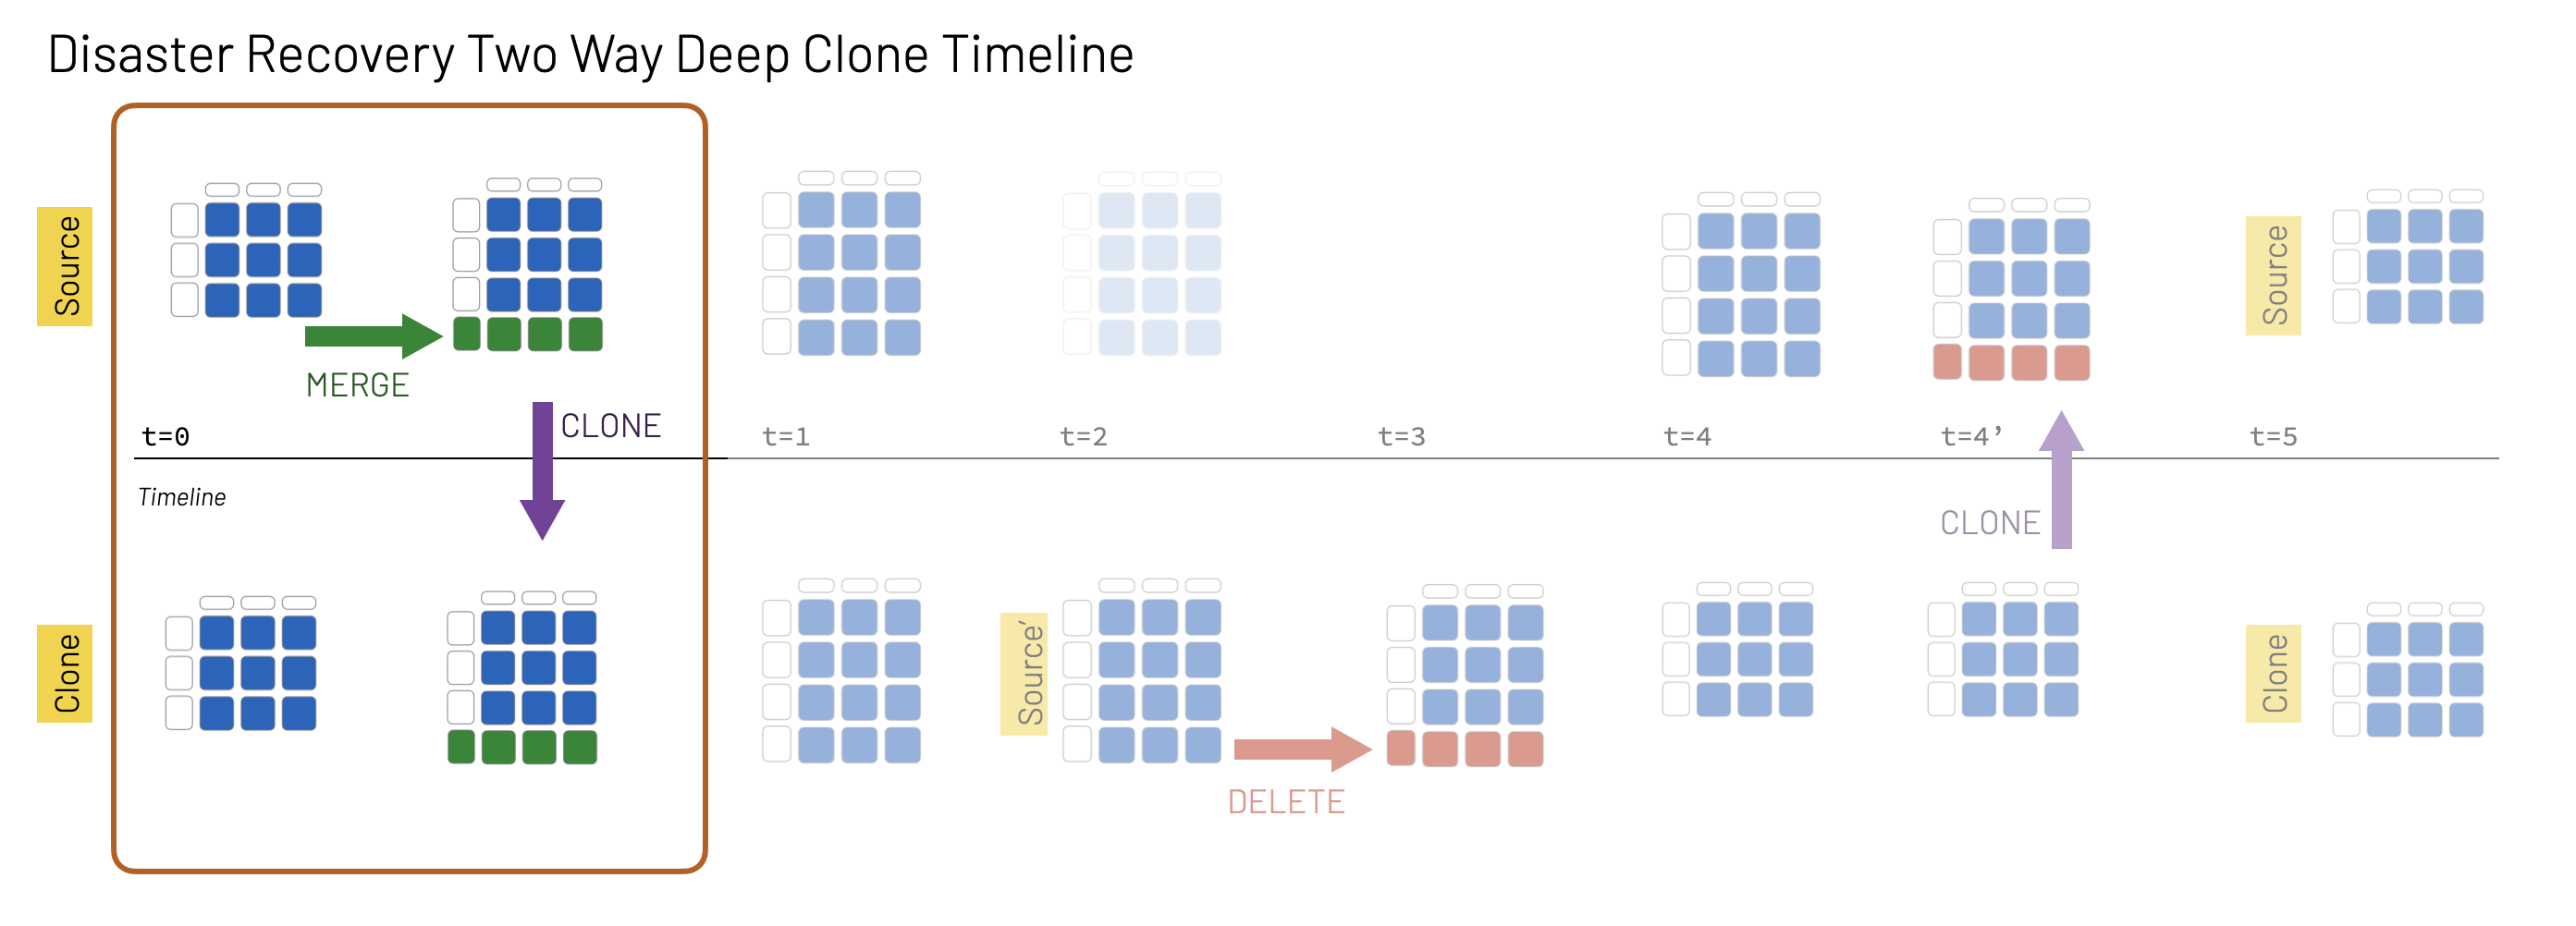 Disaster Recovery Two Way Deep Clone Timeline
Source
MERGE
CLONE
t=0
t=1
t=2
t=3
t=4
t=4’
t=5
Source
Timeline
CLONE
Clone
Source’
DELETE
Clone